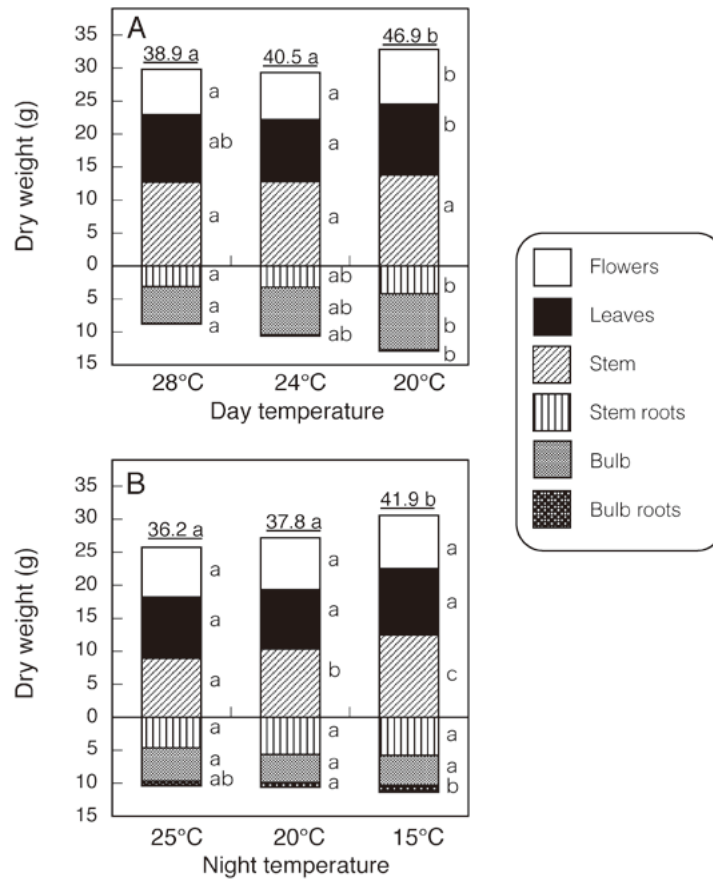 A
Dry weight (g)
35
30
25
20
15
10
5
0
5
10
15
38.9 a
40.5 a
46.9 b
a
ab
a
a
a
a
a
a
a
ab
ab
ab
b
b
a
b
b
b
28°C
24°C
20°C
Day temperature
Flowers
Leaves
Stem
Stem roots
Bulb
Bulb roots
B
Dry weight (g)
35
30
25
20
15
10
5
0
5
10
15
36.2 a
37.8 a
41.9 b
a
a
a
a
a
ab
a
a
b
a
a
a
a
a
c
a
a
b
25°C
20°C
15°C
Night temperature